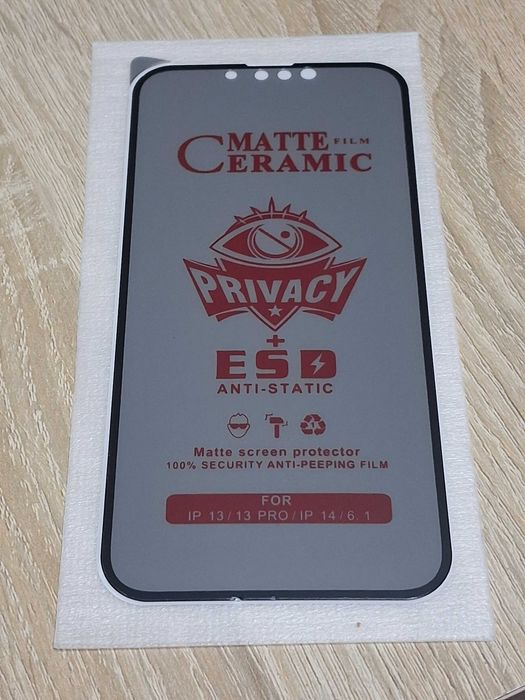 MATTE FILM
CERAMIC
PRIVACY
+
ESD
ANTI-STATIC
Matte screen protector
100% SECURITY ANTI-PEEPING FILM
FOR
IP 13/13 PRO/IP 14/6.1